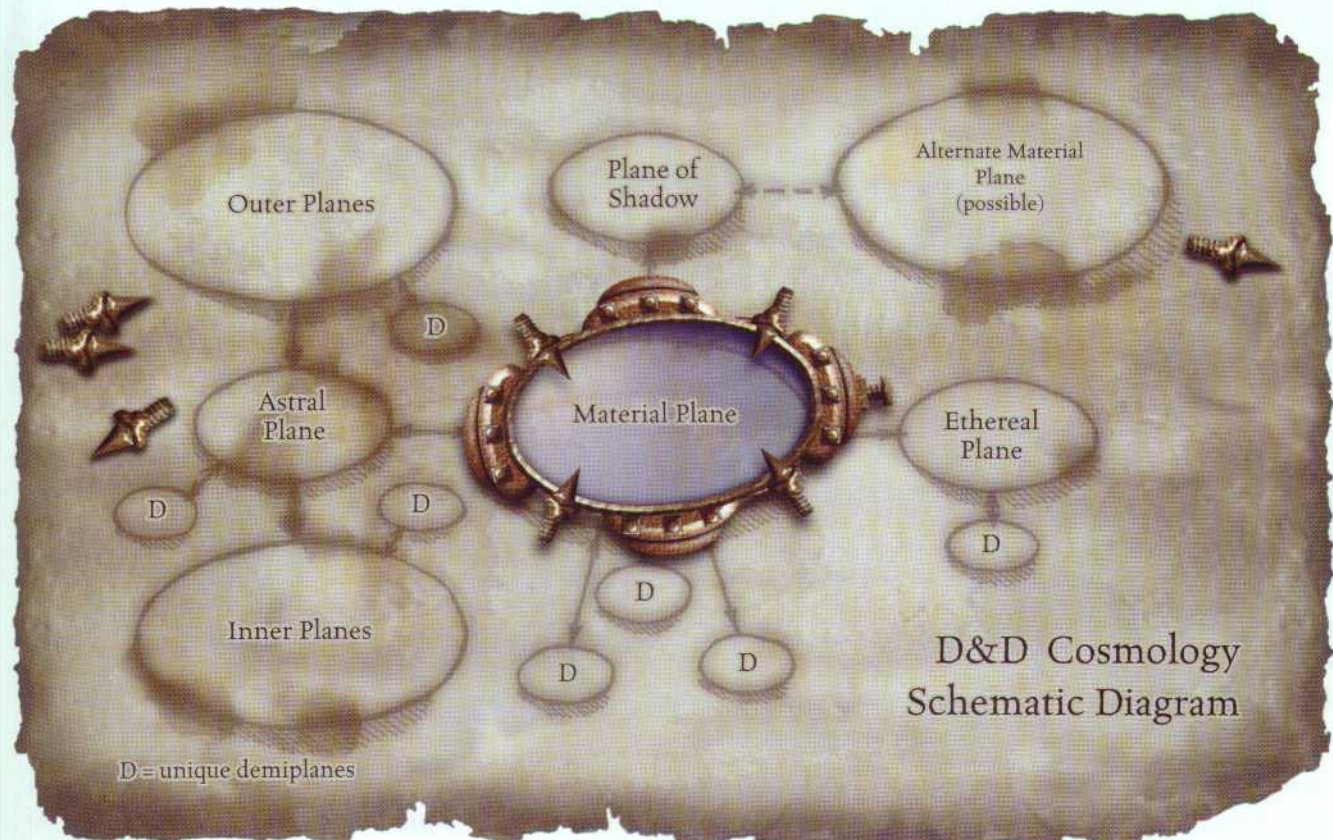 Outer Planes
Plane of
Shadow
Alternate Material
Plane
(possible)
D
Astral
Plane
Material Plane
Ethereal
Plane
D
D
D
D
Inner Planes
D
D
D&D Cosmology
Schematic Diagram
D = unique demiplanes